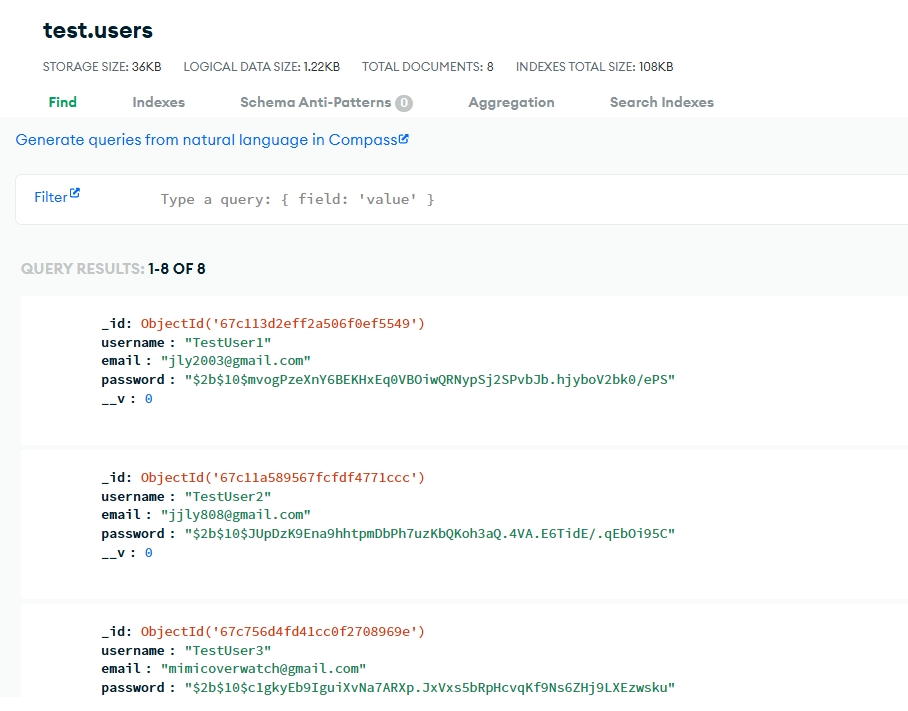 test.users
STORAGE SIZE: 36KB LOGICAL DATA SIZE: 1.22KB TOTAL DOCUMENTS: 8 INDEXES TOTAL SIZE: 108KB
Find Indexes Schema Anti-Patterns 0 Aggregation Search Indexes
Generate queries from natural language in Compass
Filter Type a query: { field: 'value' }
QUERY RESULTS: 1-8 OF 8
_id: ObjectId('67c113d2eff2a506f0ef5549')
username : "TestUser1"
email : "jly2003@gmail.com"
password : "$2b$10$mvogPzeXnY6BEKHxEq0VBOiwQRNypSj2SPvbJb.hjyboV2bk0/ePS"
__v : 0
_id: ObjectId('67c11a589567fcfdf4771ccc')
username : "TestUser2"
email : "jjly808@gmail.com"
password : "$2b$10$JUpDzK9Ena9hhtpmDbPh7uzKbQKoh3aQ.4VA.E6TidE/.qEbOi95C"
__v : 0
_id: ObjectId('67c756d4fd41cc0f2708969e')
username : "TestUser3"
email : "mimicoverwatch@gmail.com"
password : "$2b$10$c1gkyEb9IguiXvNa7ARXp.JxVxs5bRpHcvqKf9Ns6ZHj9LXEzwsku"